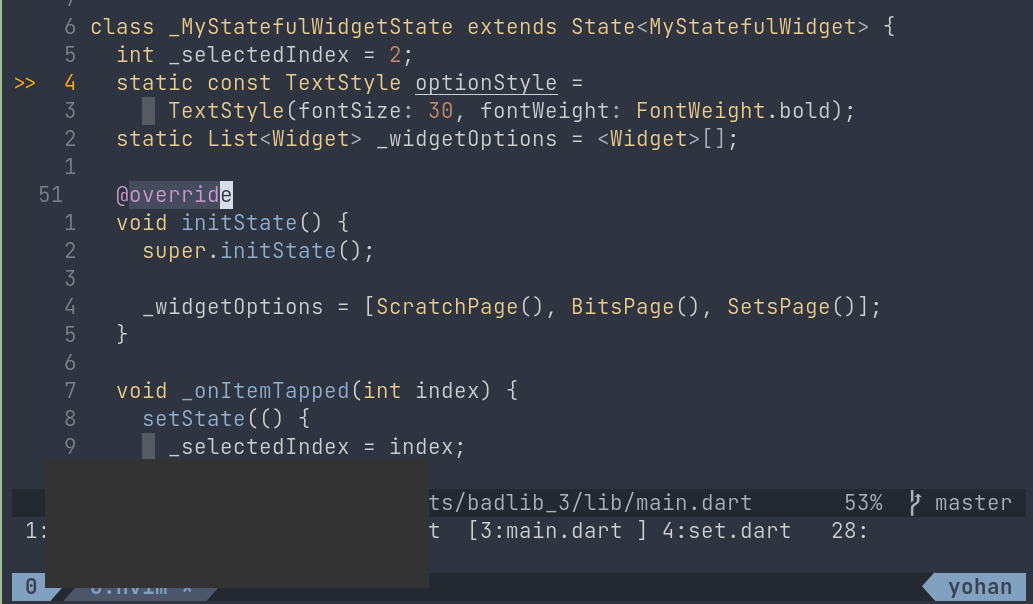 6 class _MyStatefulWidgetState extends State<MyStatefulWidget> {
5 int _selectedIndex = 2;
>> 4 static const TextStyle optionStyle =
3 TextStyle(fontSize: 30, fontWeight: FontWeight.bold);
2 static List<Widget> _widgetOptions = <Widget>[];
1
51 @override
1 void initState() {
2 super.initState();
3
4 _widgetOptions = [ScratchPage(), BitsPage(), SetsPage()];
5 }
6
7 void _onItemTapped(int index) {
8 setState(() {
9 _selectedIndex = index;
ts/badlib_3/lib/main.dart 53% master
1: t [3:main.dart ] 4:set.dart 28:
0 yohan